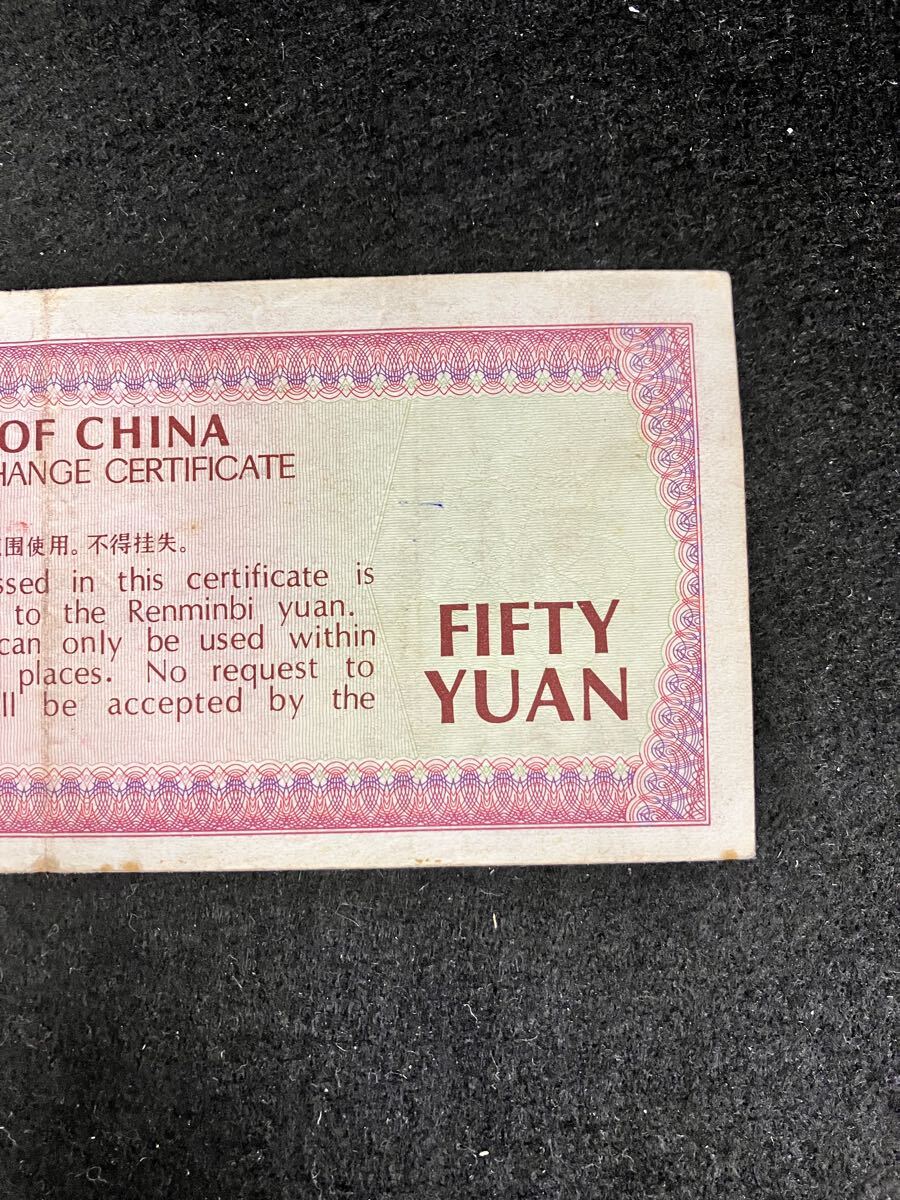 OF CHINA
HANGE CERTIFICATE
围使用。不得挂失。
ssed in this certificate is
to the Renminbi yuan.
can only be used within
places. No request to
ll be accepted by the
FIFTY
YUAN